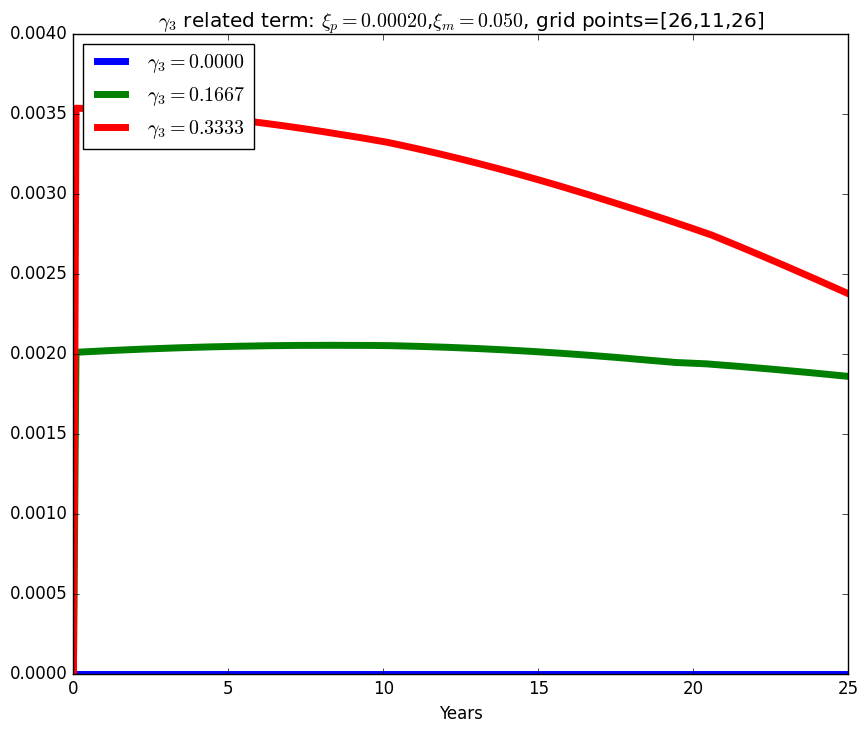 γ₃ related term: ξₚ = 0.00020,ξₘ = 0.050, grid points=[26,11,26]
0.0040
0.0035
0.0030
0.0025
0.0020
0.0015
0.0010
0.0005
0.0000
γ₃ = 0.0000
γ₃ = 0.1667
γ₃ = 0.3333
0 5 10 15 20 25
Years